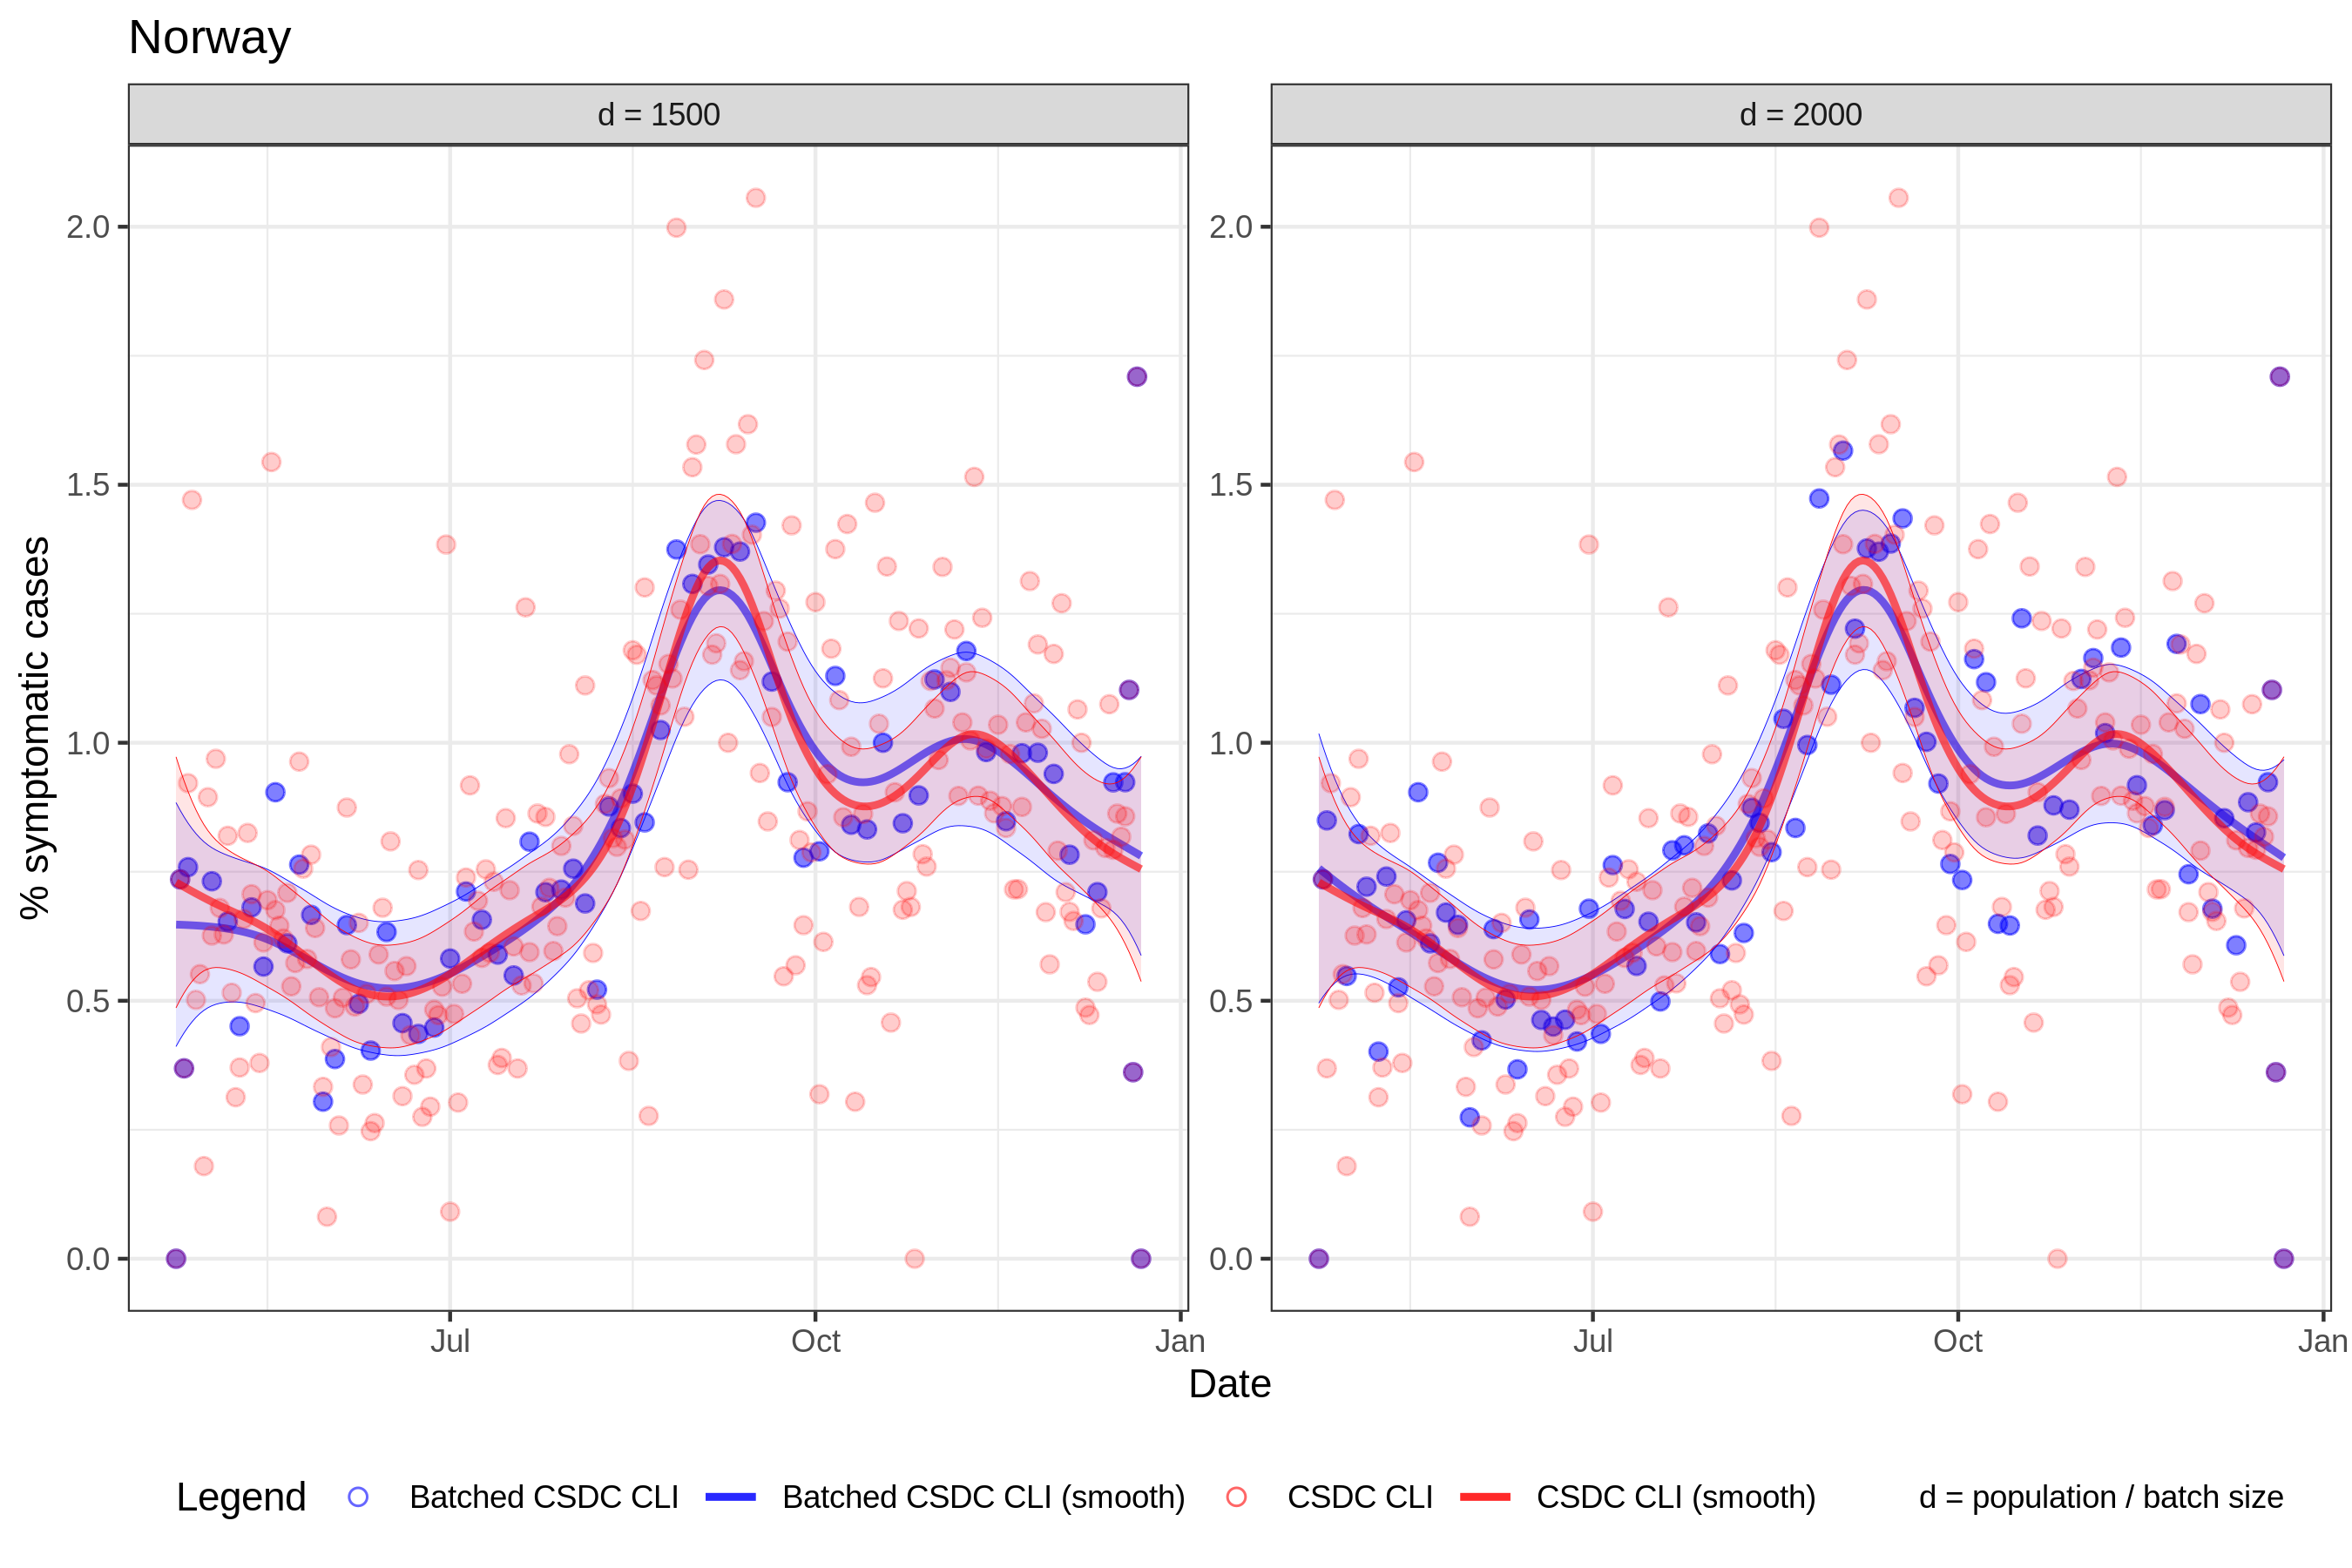 Norway
d = 1500
d = 2000
% symptomatic cases
2.0
1.5
1.0
0.5
0.0
2.0
1.5
1.0
0.5
0.0
Jul
Oct
Jan
Jul
Oct
Jan
Date
Legend
Batched CSDC CLI
Batched CSDC CLI (smooth)
CSDC CLI
CSDC CLI (smooth)
d = population / batch size